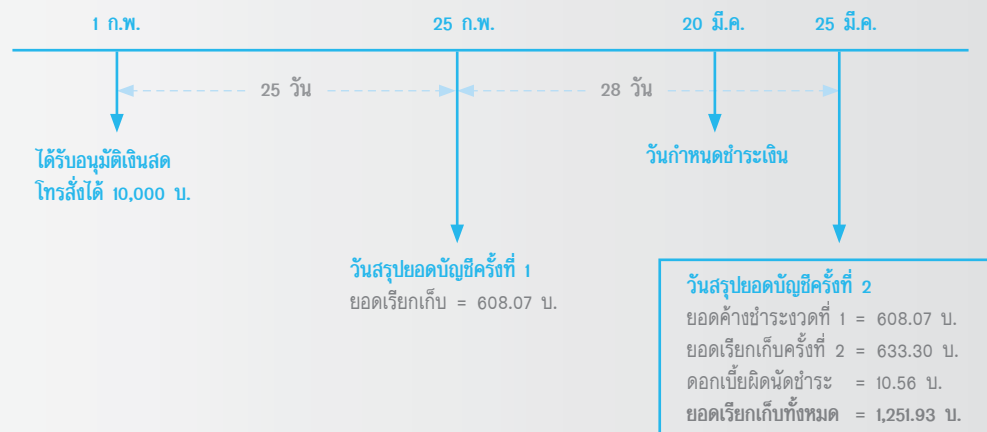 1 ก.พ. 25 ก.พ. 20 มี.ค. 25 มี.ค.
25 วัน 28 วัน
ได้รับอนุมัติเงินสด
โทรสั่งได้ 10,000 บ.
วันกำหนดชำระเงิน
วันสรุปยอดบัญชีครั้งที่ 1
ยอดเรียกเก็บ = 608.07 บ.
วันสรุปยอดบัญชีครั้งที่ 2
ยอดค้างชำระงวดที่ 1 = 608.07 บ.
ยอดเรียกเก็บครั้งที่ 2 = 633.30 บ.
ดอกเบี้ยผิดนัดชำระ = 10.56 บ.
ยอดเรียกเก็บทั้งหมด = 1,251.93 บ.